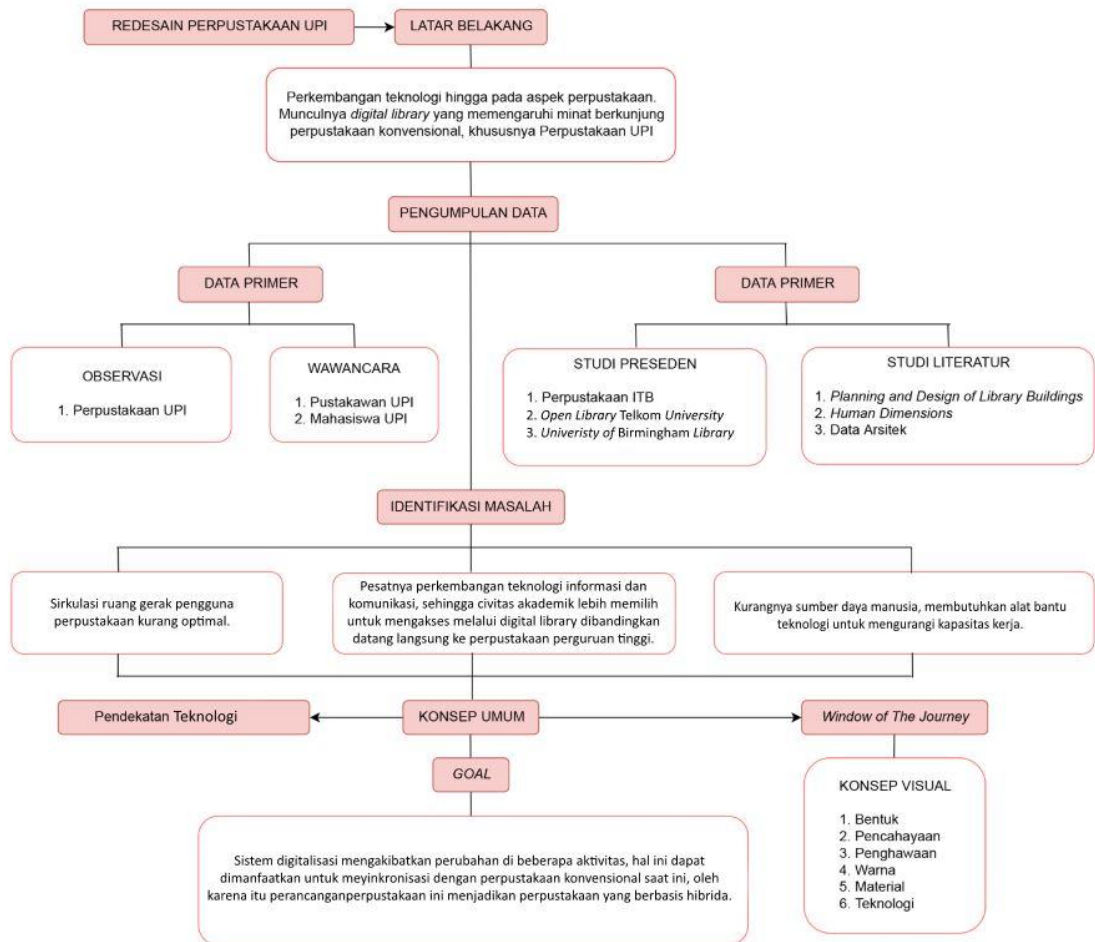 REDESAIN PERPUSTAKAAN UPI
LATAR BELAKANG
Perkembangan teknologi hingga pada aspek perpustakaan.
Munculnya digital library yang memengaruhi minat berkunjung
perpustakaan konvensional, khususnya Perpustakaan UPI
PENGUMPULAN DATA
DATA PRIMER
DATA PRIMER
OBSERVASI
1. Perpustakaan UPI
WAWANCARA
1. Pustakawan UPI
2. Mahasiswa UPI
STUDI PRESEDEN
1. Perpustakaan ITB
2. Open Library Telkom University
3. Univeristy of Birmingham Library
STUDI LITERATUR
1. Planning and Design of Library Buildings
2. Human Dimensions
3. Data Arsitek
IDENTIFIKASI MASALAH
Sirkulasi ruang gerak pengguna
perpustakaan kurang optimal.
Pesatnya perkembangan teknologi informasi dan
komunikasi, sehingga civitas akademik lebih memilih
untuk mengakses melalui digital library dibandingkan
datang langsung ke perpustakaan perguruan tinggi.
Kurangnya sumber daya manusia, membutuhkan alat bantu
teknologi untuk mengurangi kapasitas kerja.
Pendekatan Teknologi
KONSEP UMUM
Window of The Journey
GOAL
KONSEP VISUAL
1. Bentuk
2. Pencahayaan
3. Penghawaan
4. Warna
5. Material
6. Teknologi
Sistem digitalisasi mengakibatkan perubahan di beberapa aktivitas, hal ini dapat
dimanfaatkan untuk meyinkronisasi dengan perpustakaan konvensional saat ini, oleh
karena itu perancanganperpustakaan ini menjadikan perpustakaan yang berbasis hibrida.